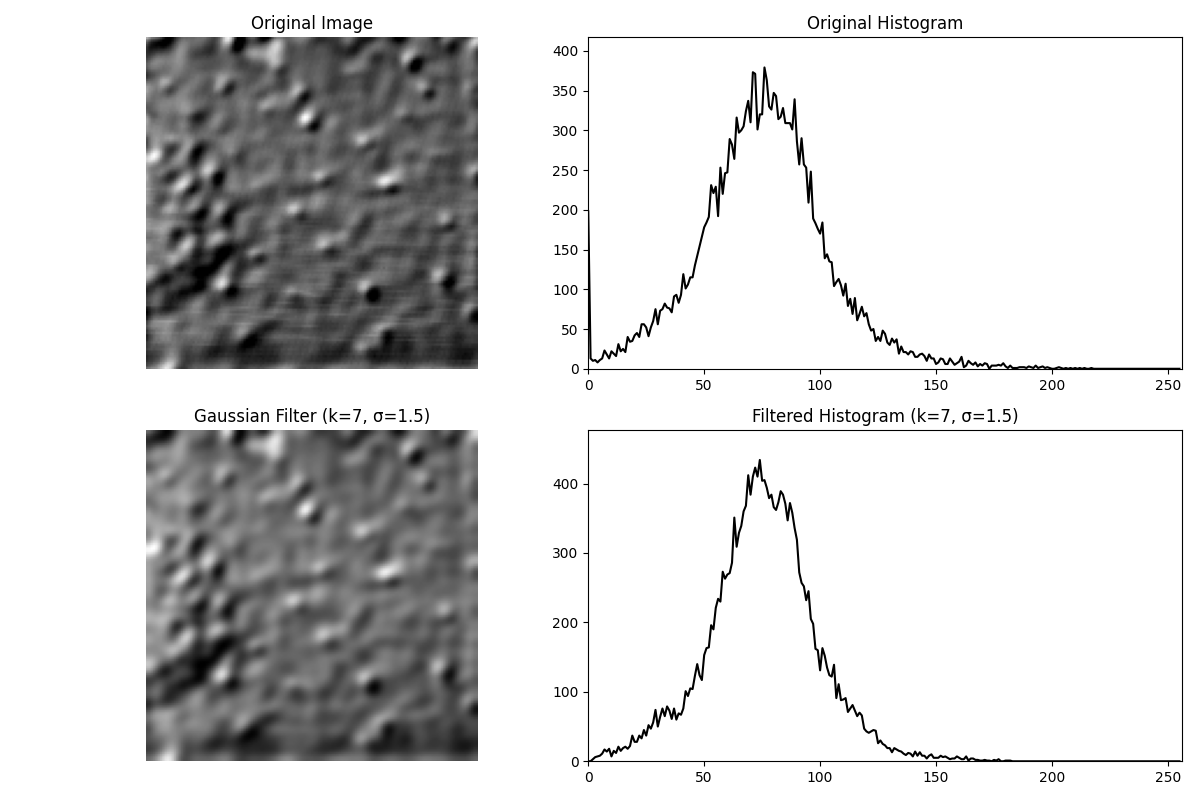 Original Image
Original Histogram
400
350
300
250
200
150
100
50
0
0 50 100 150 200 250
Gaussian Filter (k=7, σ=1.5)
Filtered Histogram (k=7, σ=1.5)
400
300
200
100
0
0 50 100 150 200 250